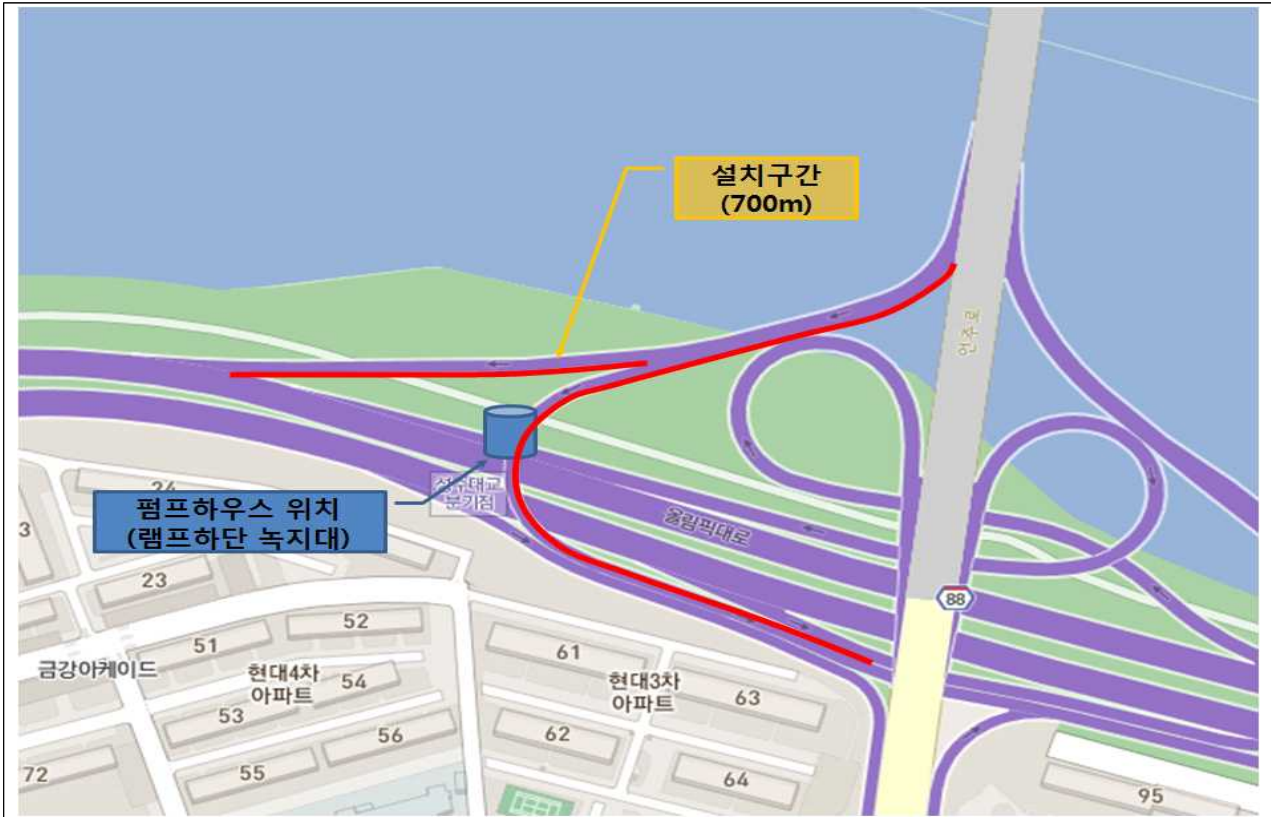 설치구간
(700m)
언주로
성수대교
분기점
올림픽대로
펌프하우스 위치
(램프하단 녹지대)
24
3
23
88
52
51
금강아케이드
현대4차
아파트
54
53
56
55
72
61
현대3차
아파트
63
62
64
95